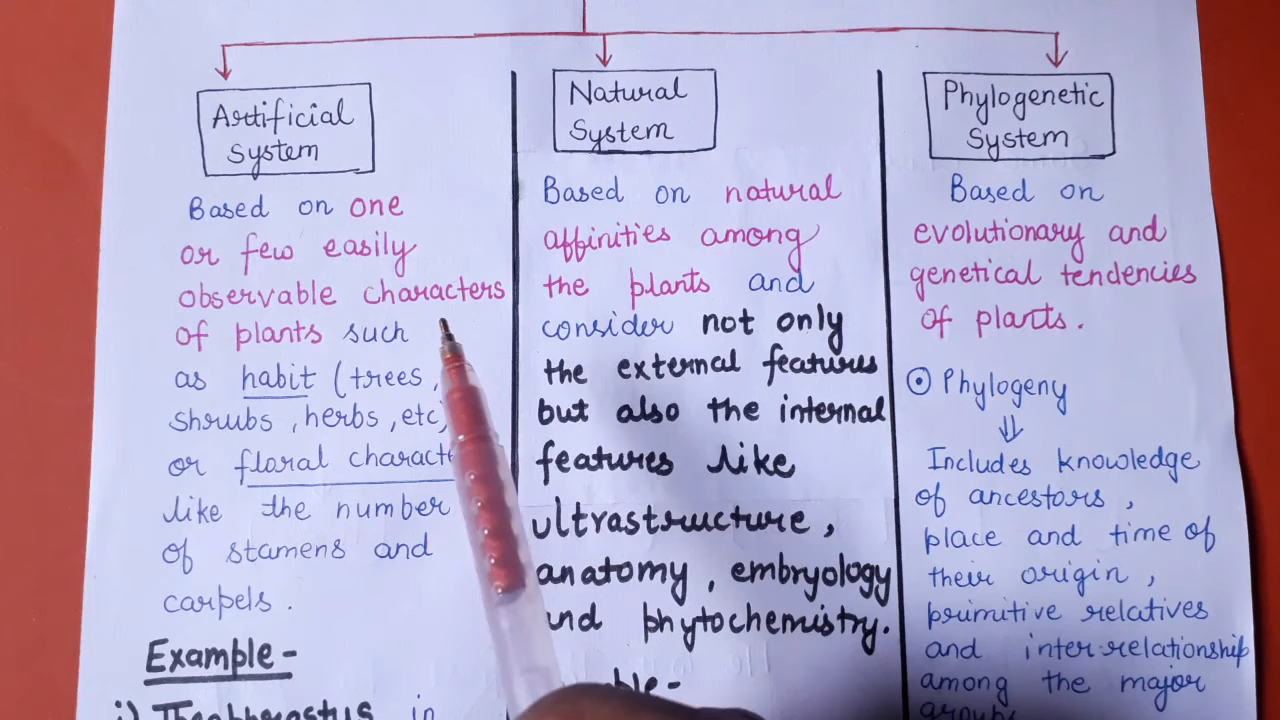 Artificial
System
Based on one
or few easily
observable characters
of plants such
as habit (trees,
shrubs, herbs, etc)
or floral
like the number
of stamens and
carpels.
Example-
i) in
Natural
System
Based on natural
affinities among
the plants and
consider not only
the external features
but also the internal
features like
ultrastructure,
anatomy, embryology
and phytochemistry.
Phylogenetic
System
Based on
evolutionary and
genetical tendencies
of plants.
Phylogeny
Includes knowledge
of ancestors,
place and time of
their origin,
primitive relatives
and inter-relationship
among the major